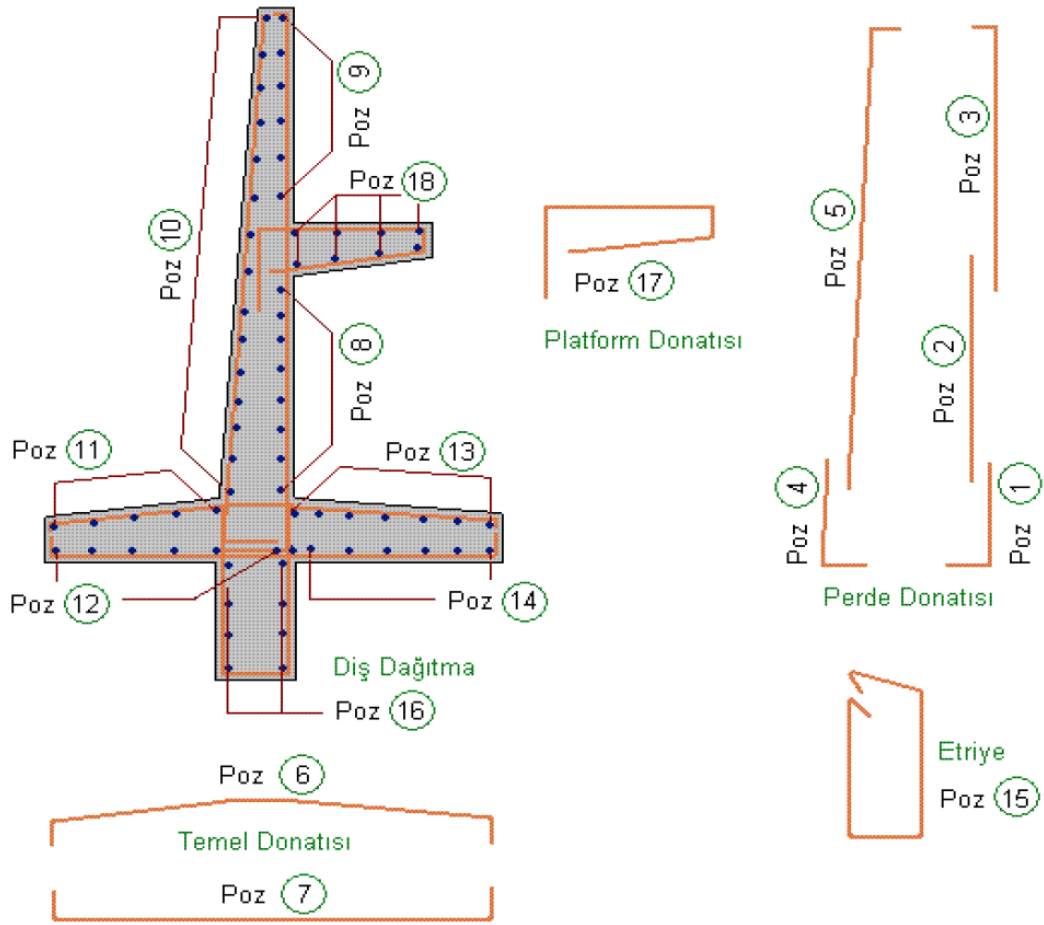 Poz 9
Poz 3
Poz 18
Poz 10
Poz 5
Poz 17
Platform Donatısı
Poz 8
Poz 2
Poz 11
Poz 13
Poz 4
Poz 1
Poz 12
Poz 14
Perde Donatısı
Diş Dağıtma
Poz 16
Etriye
Poz 15
Poz 6
Temel Donatısı
Poz 7